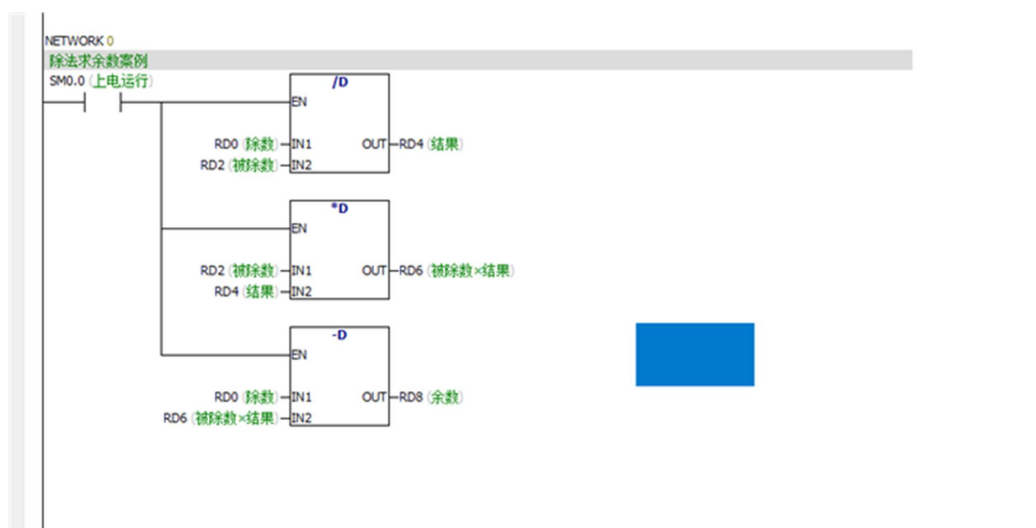 NETWORK 0
除法求余数案例
SM0.0 (上电运行)
/D
EN
RD0 (除数) IN1 OUT RD4 (结果)
RD2 (被除数) IN2
*D
EN
RD2 (被除数) IN1 OUT RD6 (被除数×结果)
RD4 (结果) IN2
-D
EN
RD0 (除数) IN1 OUT RD8 (余数)
RD6 (被除数×结果) IN2